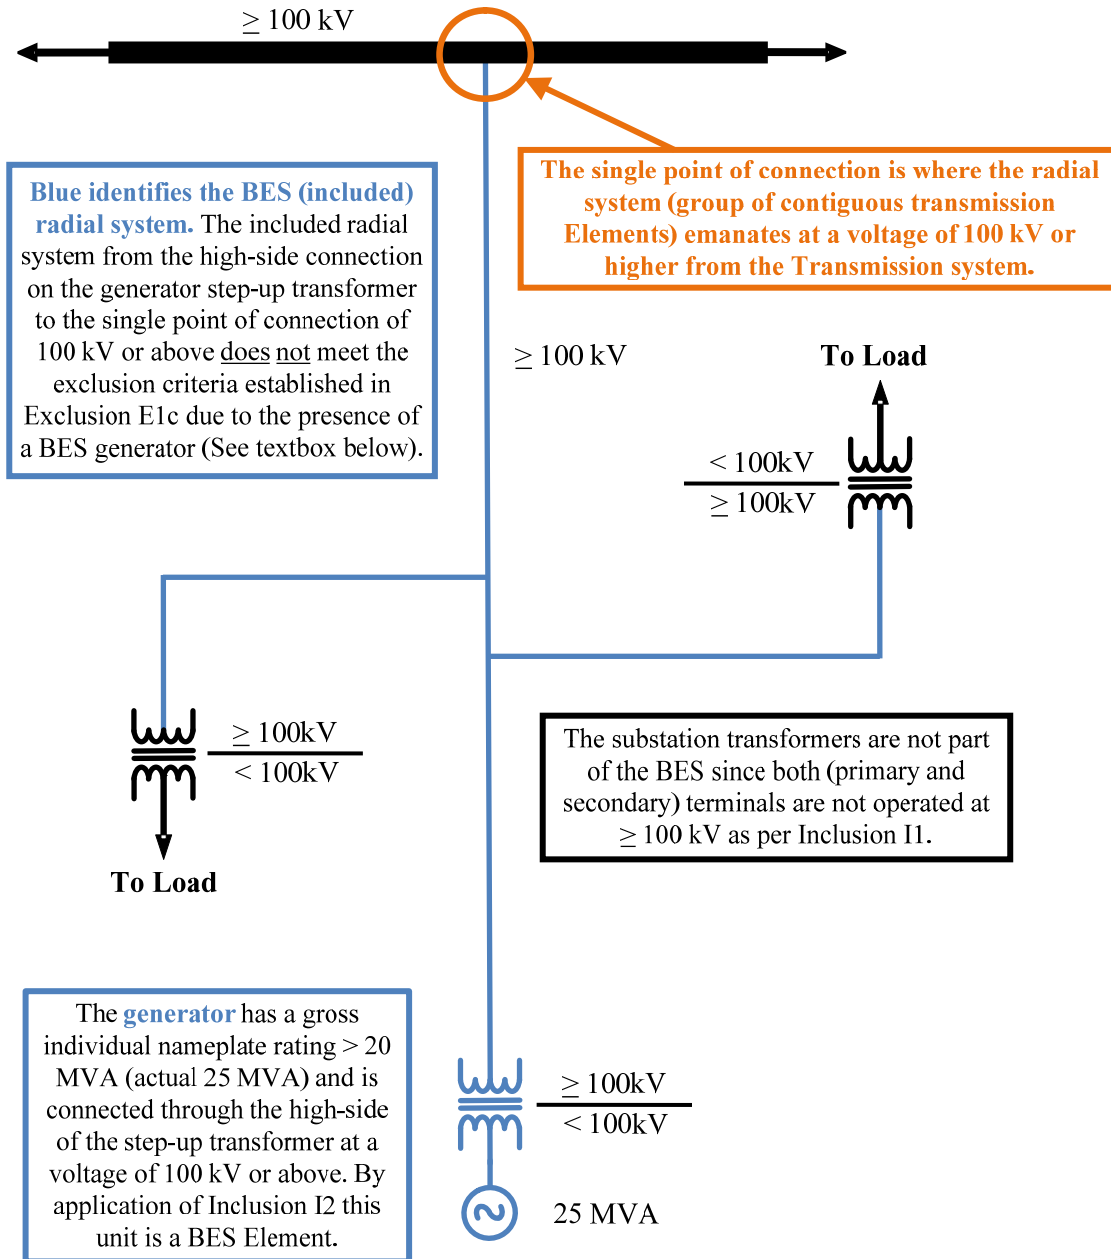 ≥ 100 kV
Blue identifies the BES (included)
radial system. The included radial
system from the high-side connection
on the generator step-up transformer
to the single point of connection of
100 kV or above does not meet the
exclusion criteria established in
Exclusion E1c due to the presence of
a BES generator (See textbox below).
The single point of connection is where the radial
system (group of contiguous transmission
Elements) emanates at a voltage of 100 kV or
higher from the Transmission system.
≥ 100 kV
To Load
< 100kV
≥ 100kV
≥ 100kV
< 100kV
To Load
The substation transformers are not part
of the BES since both (primary and
secondary) terminals are not operated at
≥ 100 kV as per Inclusion I1.
The generator has a gross
individual nameplate rating > 20
MVA (actual 25 MVA) and is
connected through the high-side
of the step-up transformer at a
voltage of 100 kV or above. By
application of Inclusion I2 this
unit is a BES Element.
≥ 100kV
< 100kV
25 MVA